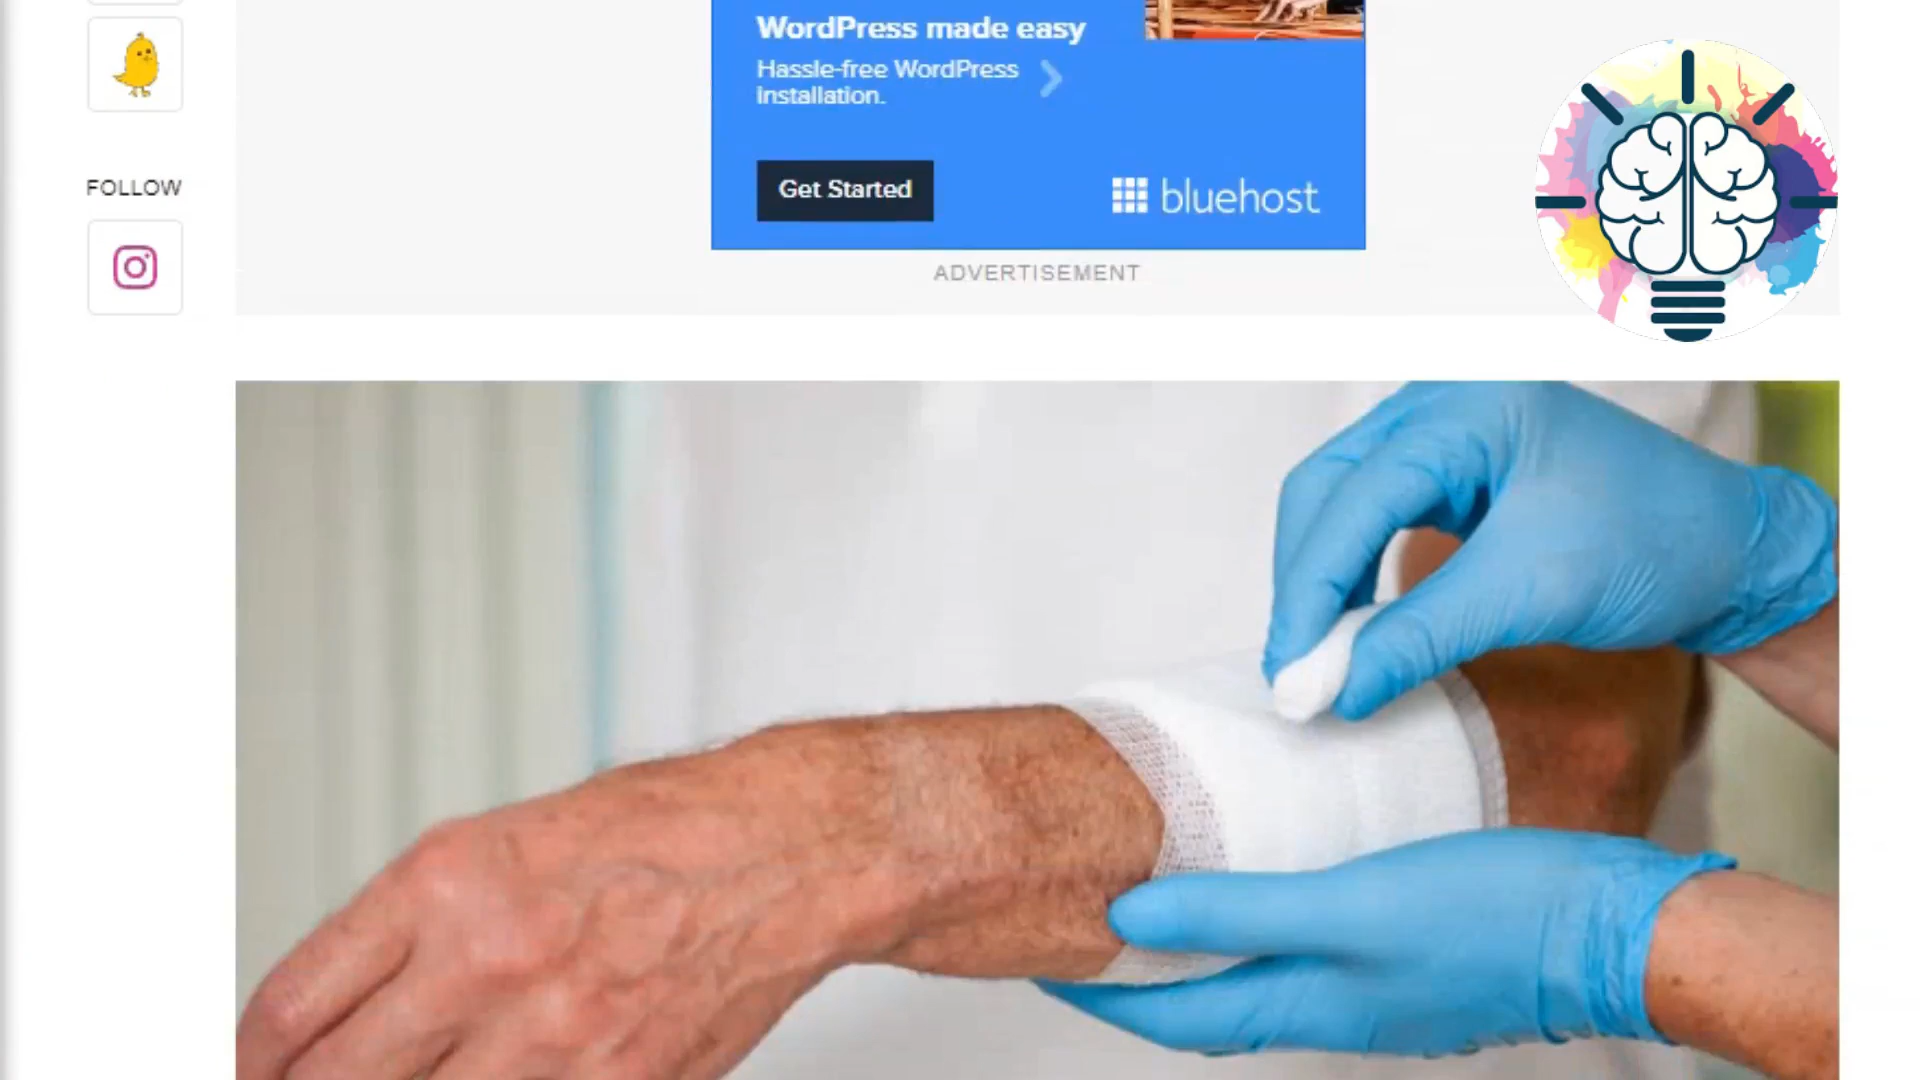 WordPress made easy
Hassle-free WordPress
Installation.
Get Started
bluehost
ADVERTISEMENT
FOLLOW